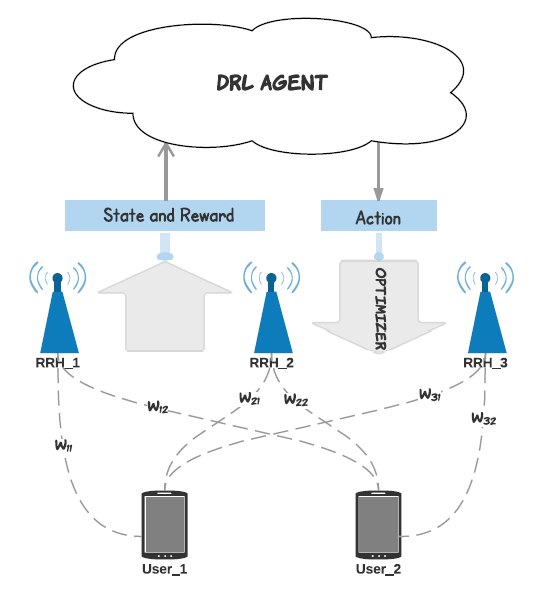 DRL AGENT
State and Reward
Action
OPTIMIZER
RRH_1
RRH_2
RRH_3
W21
W22
W31
W12
W32
W11
User_1
User_2